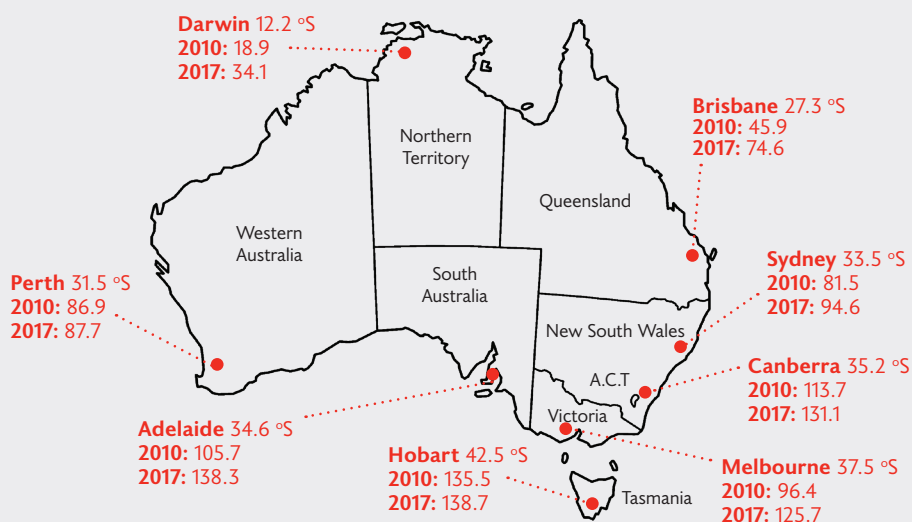 Darwin 12.2 °S
2010: 18.9
2017: 34.1
Brisbane 27.3 °S
2010: 45.9
2017: 74.6
Northern
Territory
Queensland
Western
Australia
South
Australia
Sydney 33.5 °S
2010: 81.5
2017: 94.6
Perth 31.5 °S
2010: 86.9
2017: 87.7
New South Wales
A.C.T
Canberra 35.2 °S
2010: 113.7
2017: 131.1
Victoria
Adelaide 34.6 °S
2010: 105.7
2017: 138.3
Hobart 42.5 °S
2010: 135.5
2017: 138.7
Tasmania
Melbourne 37.5 °S
2010: 96.4
2017: 125.7